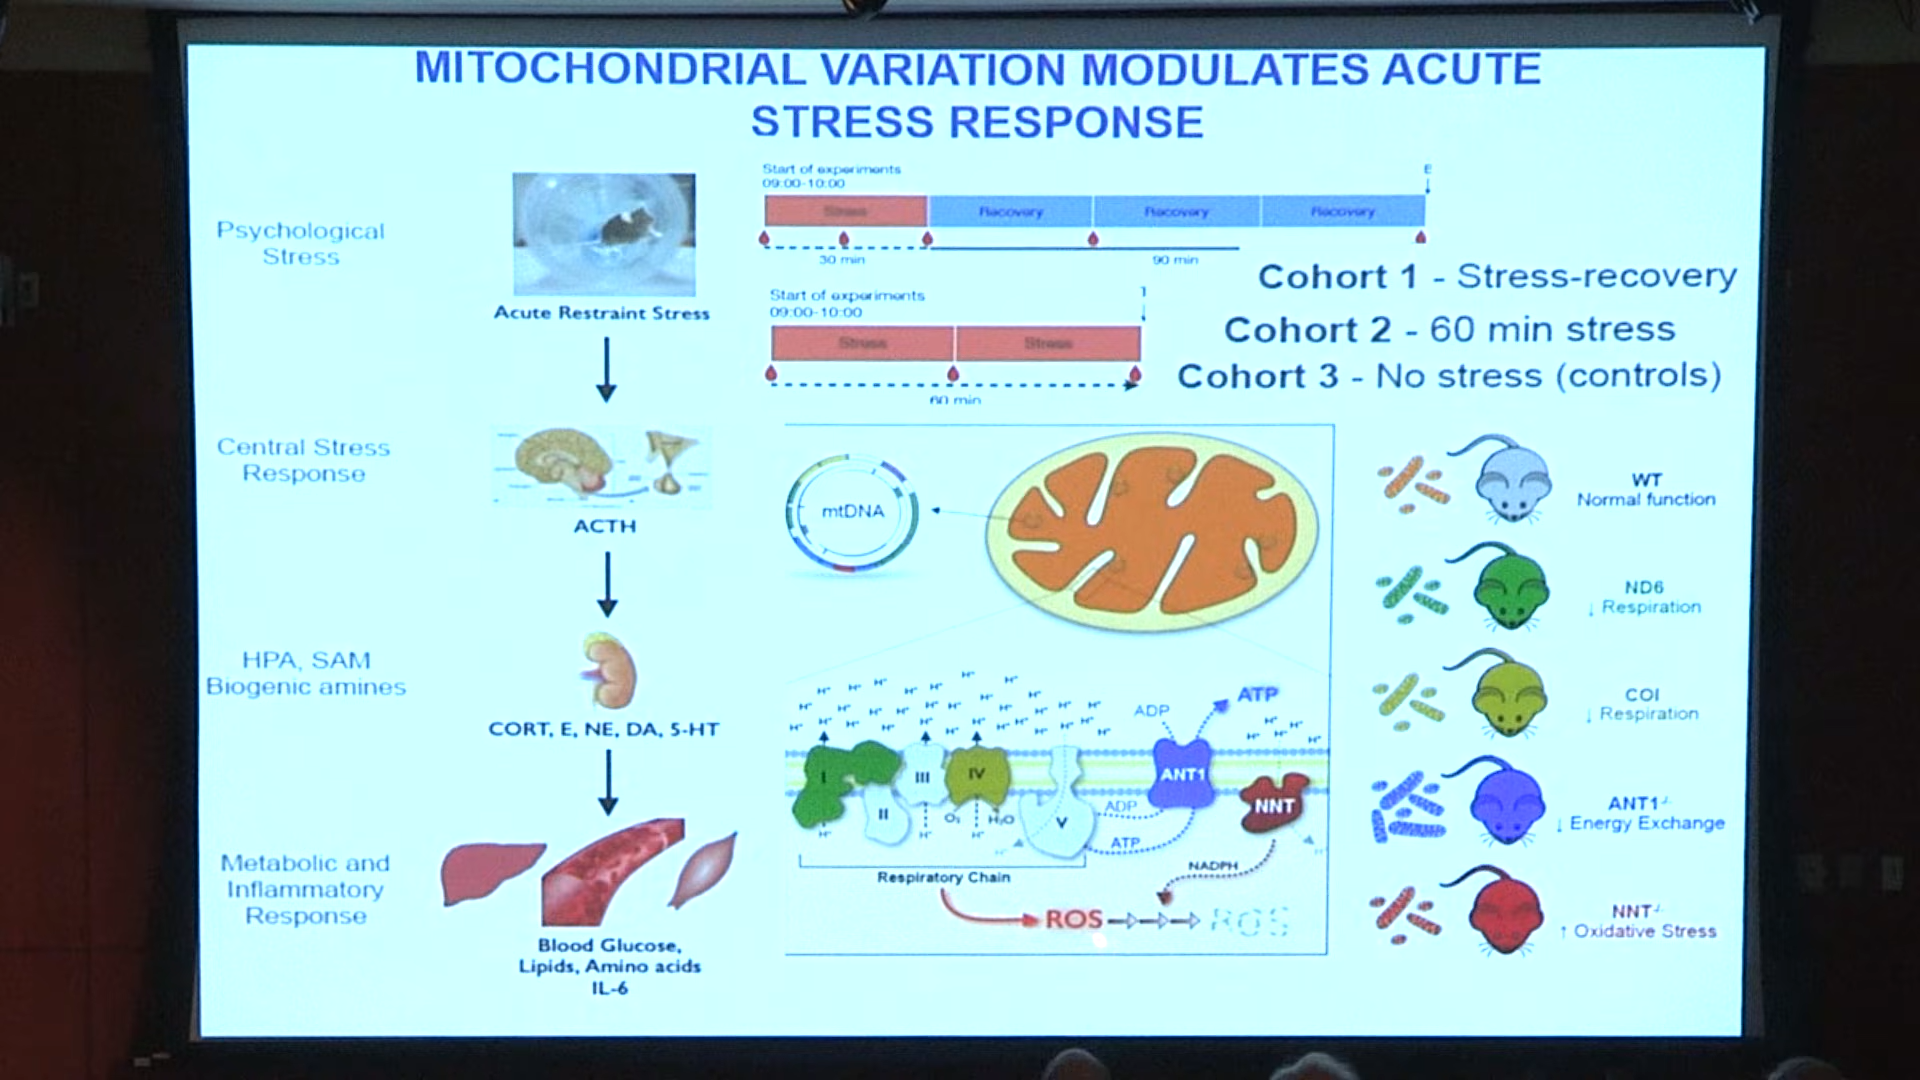 MITOCHONDRIAL VARIATION MODULATES ACUTE
STRESS RESPONSE
Psychological
Stress
Acute Restraint Stress
Central Stress
Response
ACTH
HPA, SAM
Biogenic amines
CORT, E, NE, DA, 5-HT
Metabolic and
Inflammatory
Response
Blood Glucose,
Lipids, Amino acids
IL-6
Start of experiments
09:00-10:00
Stress
Recovery
Recovery
Recovery
30 min
90 min
Start of experiments
09:00-10:00
Stress
Stress
60 min
Cohort 1 - Stress-recovery
Cohort 2 - 60 min stress
Cohort 3 - No stress (controls)
mtDNA
H⁺ H⁺ H⁺ H⁺ H⁺ H⁺ H⁺
ADP
ATP
I
II
III
IV
V
ANT1
NNT
O₂
H₂O
ADP
ATP
NADPH
Respiratory Chain
ROS
ROS
WT
Normal function
ND6
↓ Respiration
COI
↓ Respiration
ANT1-/-
↓ Energy Exchange
NNT-/-
↑ Oxidative Stress